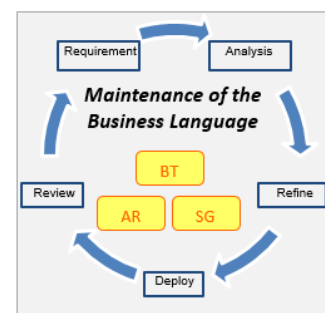 Requirement
Analysis
Maintenance of the
Business Language
BT
AR
SG
Review
Refine
Deploy